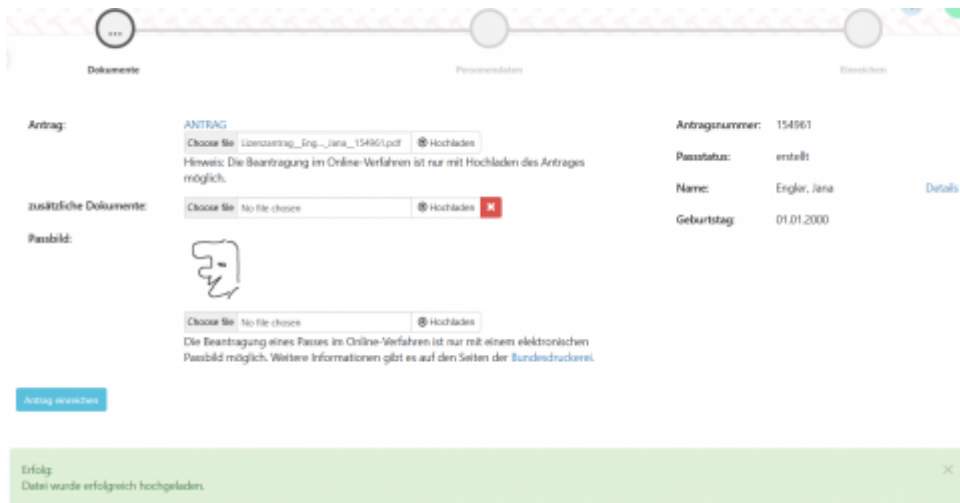 ...
Dokumente
Personendaten
Einreichen
Antrag:
ANTRAG
Choose file Lizenzantrag__Eng..._Jana__154961.pdf Hochladen
Hinweis: Die Beantragung im Online-Verfahren ist nur mit Hochladen des Antrages
möglich.
zusätzliche Dokumente:
Choose file No file chosen Hochladen
Passbild:
Choose file No file chosen Hochladen
Die Beantragung eines Passes im Online-Verfahren ist nur mit einem elektronischen
Passbild möglich. Weitere Informationen gibt es auf den Seiten der Bundesdruckerei.
Antragsnummer: 154961
Passstatus: erstellt
Name: Engler, Jana Details
Geburtstag: 01.01.2000
Antrag einreichen
Erfolg:
Datei wurde erfolgreich hochgeladen.